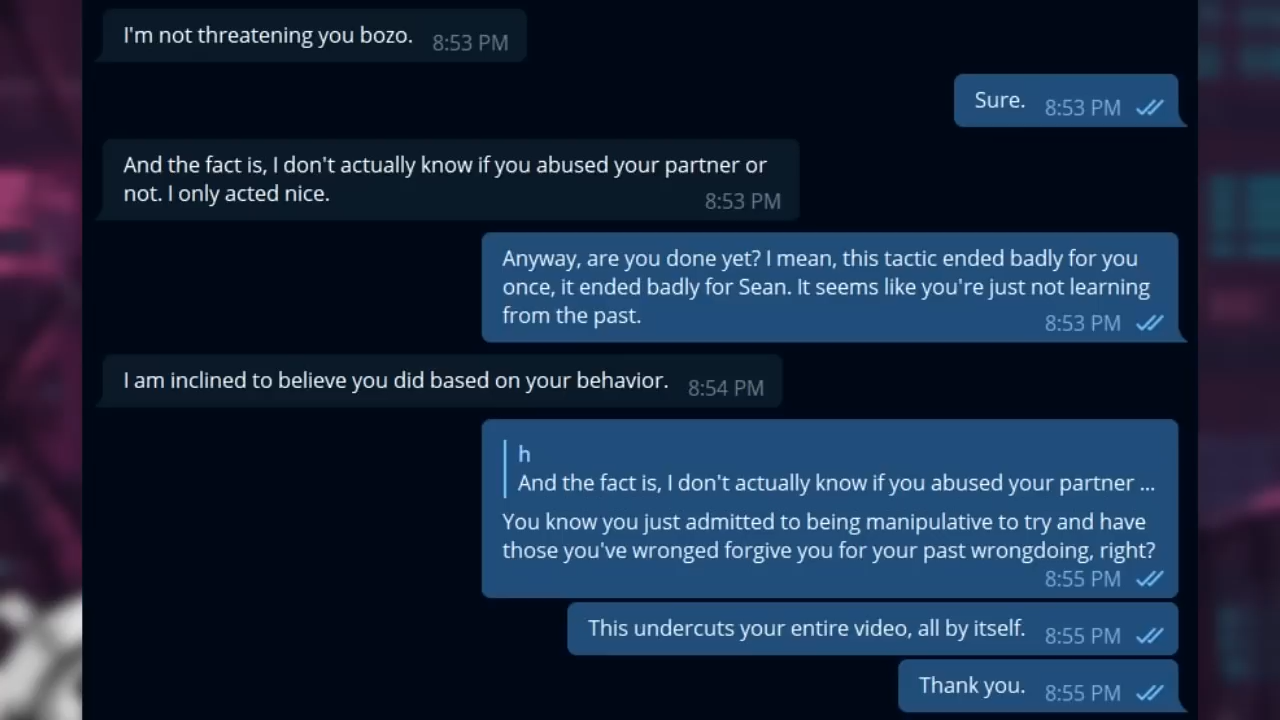 I'm not threatening you bozo. 8:53 PM
Sure. 8:53 PM
And the fact is, I don't actually know if you abused your partner or
not. I only acted nice. 8:53 PM
Anyway, are you done yet? I mean, this tactic ended badly for you
once, it ended badly for Sean. It seems like you're just not learning
from the past. 8:53 PM
I am inclined to believe you did based on your behavior. 8:54 PM
h
And the fact is, I don't actually know if you abused your partner ...
You know you just admitted to being manipulative to try and have
those you've wronged forgive you for your past wrongdoing, right?
8:55 PM
This undercuts your entire video, all by itself. 8:55 PM
Thank you. 8:55 PM